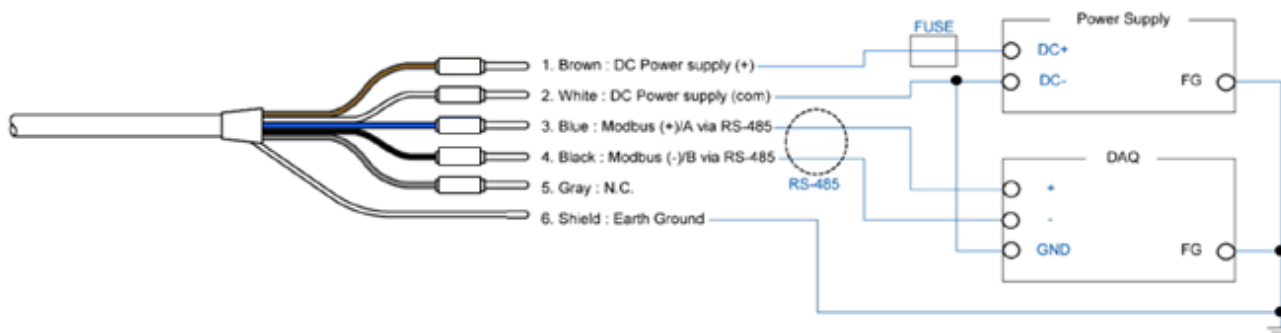 FUSE
Power Supply
DC+
DC-
FG
1. Brown : DC Power supply (+)
2. White : DC Power supply (com)
3. Blue : Modbus (+)/A via RS-485
4. Black : Modbus (-)/B via RS-485
5. Gray : N.C.
6. Shield : Earth Ground
RS-485
DAQ
+
-
GND
FG